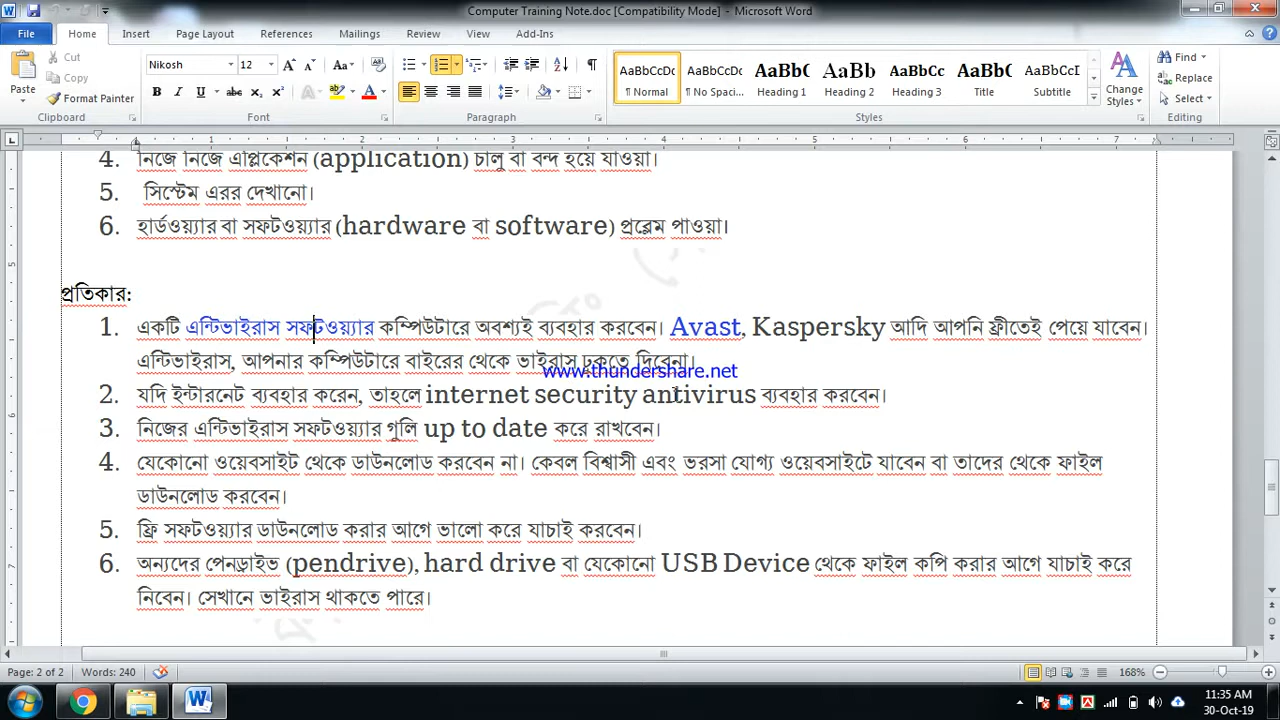 Computer Training Note.doc [Compatibility Mode] - Microsoft Word
File Home Insert Page Layout References Mailings Review View Add-Ins
Paste
Cut
Copy
Format Painter
Clipboard
Nikosh 12
Font
Paragraph
AaBbCcDc AaBbCcDc AaBbC AaBbC AaBbCc AaBbC AaBbCcI
¶ Normal ¶ No Spaci... Heading 1 Heading 2 Heading 3 Title Subtitle
Styles
Change Styles
Find
Replace
Select
Editing
4. নিজে নিজে এপ্লিকেশন (application) চালু বা বন্দ হয়ে যাওয়া।
5. সিস্টেম এরর দেখানো।
6. হার্ডওয়্যার বা সফটওয়্যার (hardware বা software) প্রব্লেম পাওয়া।
প্রতিকার:
1. একটি এন্টিভাইরাস সফটওয়্যার কম্পিউটারে অবশ্যই ব্যবহার করবেন। Avast, Kaspersky আদি আপনি ফ্রীতেই পেয়ে যাবেন।
এন্টিভাইরাস, আপনার কম্পিউটারে বাইরের থেকে ভাইরাস ঢুকতে দিবেনা।
www.thundershare.net
2. যদি ইন্টারনেট ব্যবহার করেন, তাহলে internet security antivirus ব্যবহার করবেন।
3. নিজের এন্টিভাইরাস সফটওয়্যার গুলি up to date করে রাখবেন।
4. যেকোনো ওয়েবসাইট থেকে ডাউনলোড করবেন না। কেবল বিশ্বাসী এবং ভরসা যোগ্য ওয়েবসাইটে যাবেন বা তাদের থেকে ফাইল
ডাউনলোড করবেন।
5. ফ্রি সফটওয়্যার ডাউনলোড করার আগে ভালো করে যাচাই করবেন।
6. অন্যদের পেনড্রাইভ (pendrive), hard drive বা যেকোনো USB Device থেকে ফাইল কপি করার আগে যাচাই করে
নিবেন। সেখানে ভাইরাস থাকতে পারে।
Page: 2 of 2 Words: 240 168%
11:35 AM
30-Oct-19